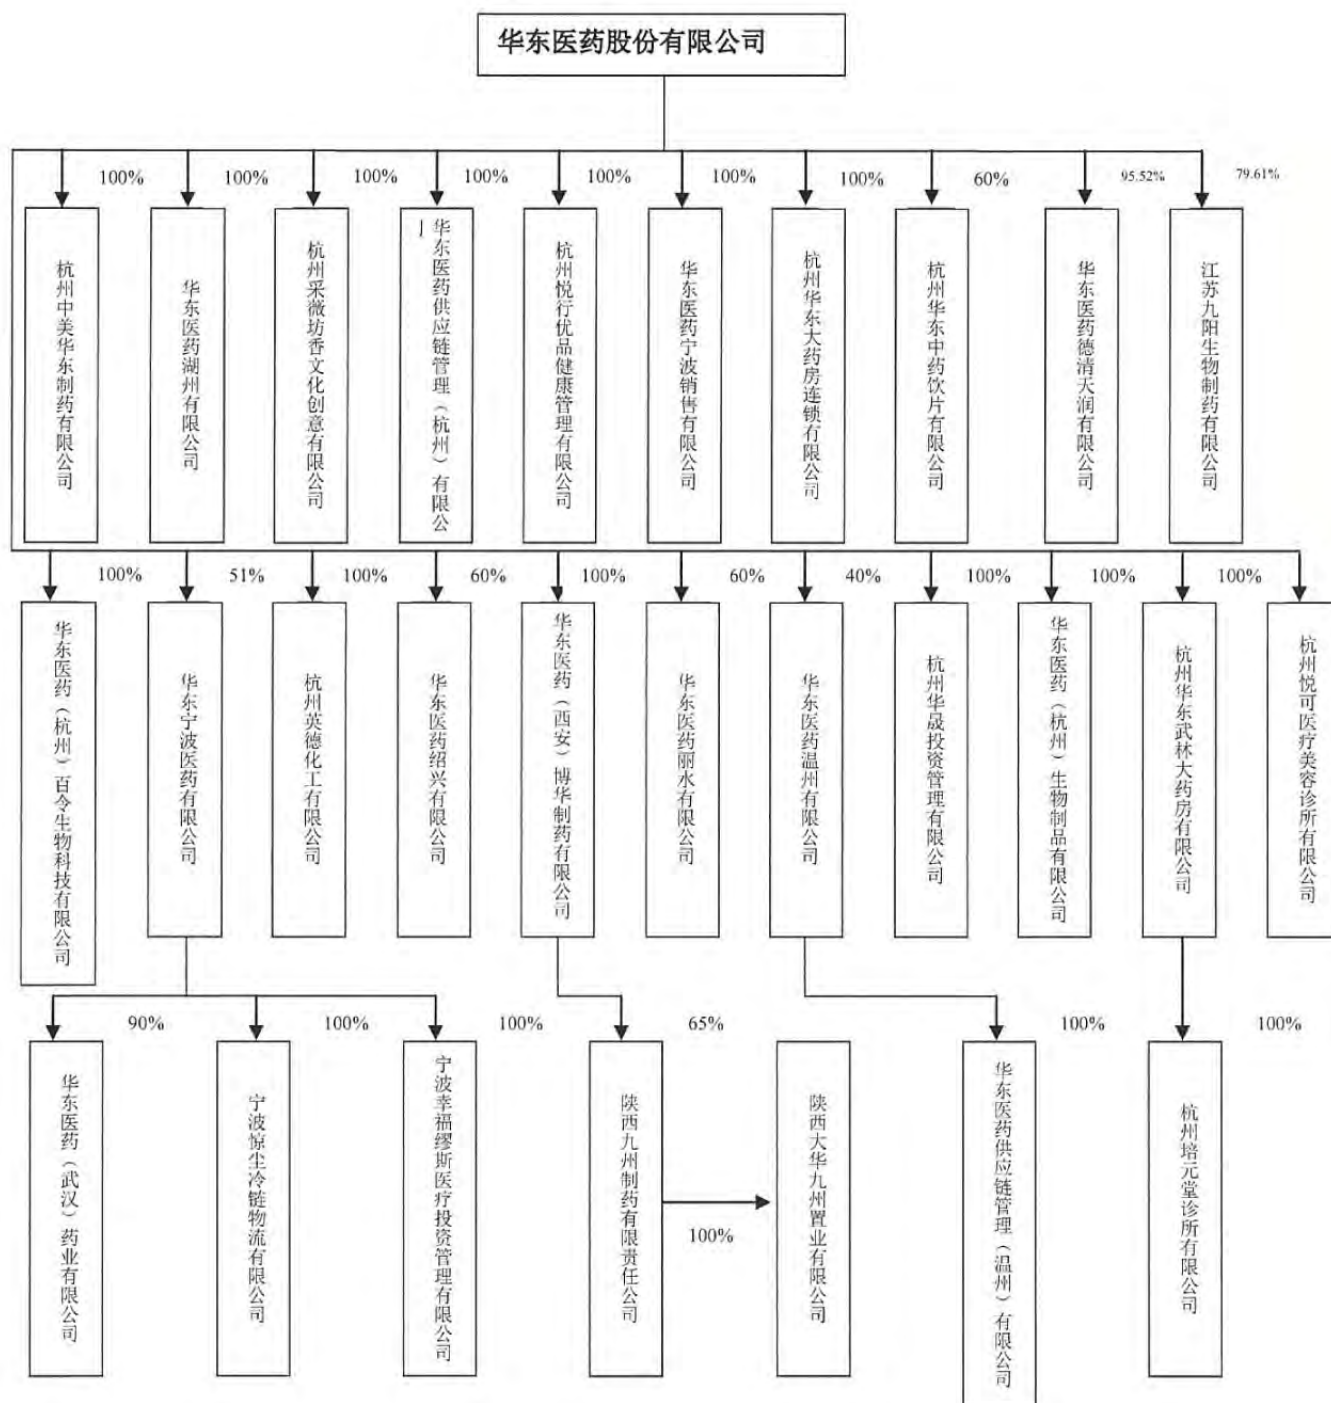 华东医药股份有限公司
100%
100%
100%
100%
100%
100%
100%
60%
95.52%
79.61%
杭州中美华东制药有限公司
华东医药湖州有限公司
杭州采薇坊香文化创意有限公司
华东医药供应链管理（杭州）有限公
杭州悦行优品健康管理有限公司
华东医药宁波销售有限公司
杭州华东大药房连锁有限公司
杭州华东中药饮片有限公司
华东医药德清天润有限公司
江苏九阳生物制药有限公司
100%
51%
100%
60%
100%
60%
40%
100%
100%
100%
华东医药（杭州）百令生物科技有限公司
华东宁波医药有限公司
杭州英德化工有限公司
华东医药绍兴有限公司
华东医药（西安）博华制药有限公司
华东医药丽水有限公司
华东医药温州有限公司
杭州华晟投资管理有限公司
华东医药（杭州）生物制品有限公司
杭州华东武林大药房有限公司
杭州悦可医疗美容诊所有限公司
90%
100%
100%
65%
100%
100%
华东医药（武汉）药业有限公司
宁波惊尘冷链物流有限公司
宁波幸福缪斯医疗投资管理有限公司
陕西九州制药有限责任公司
100%
陕西大华九州置业有限公司
华东医药供应链管理（温州）有限公司
杭州培元堂诊所有限公司